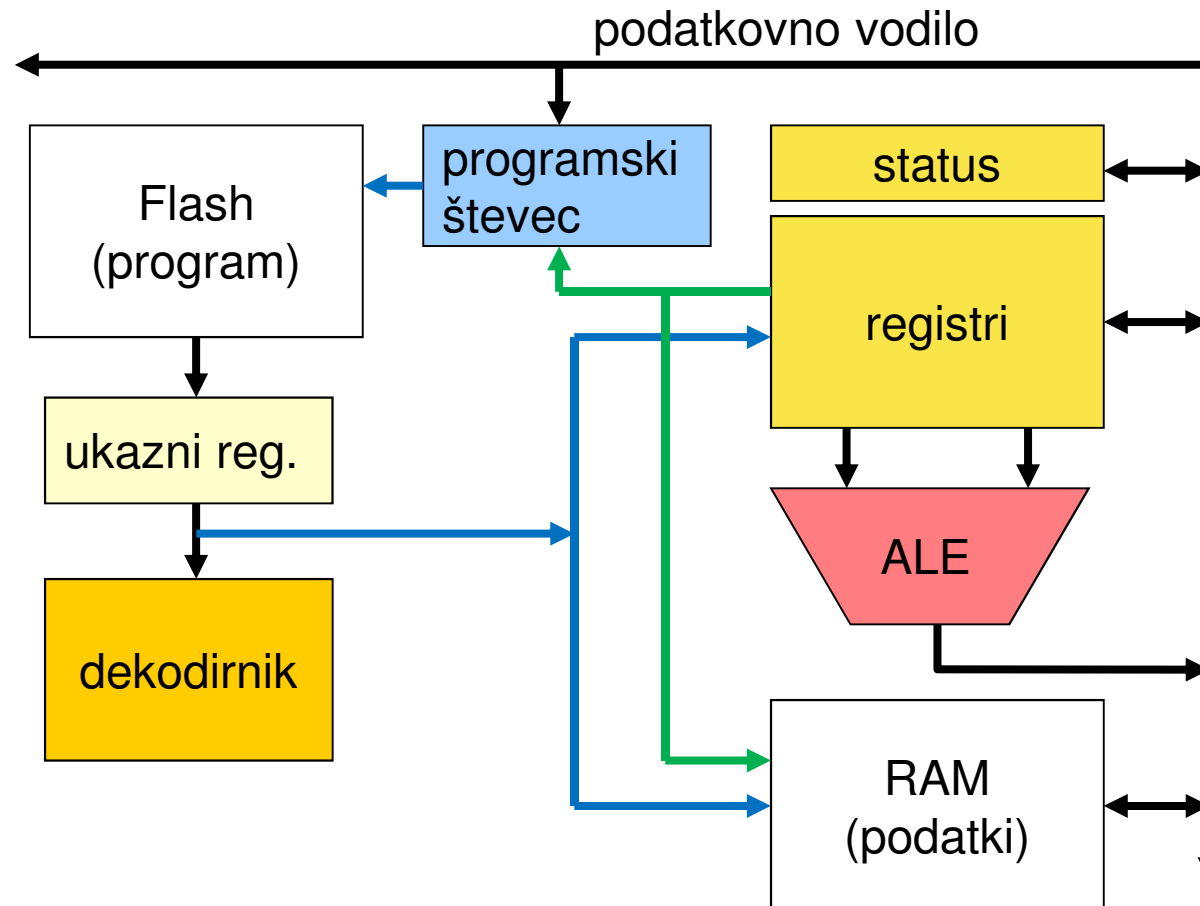 podatkovno vodilo
Flash
(program)
programski
števec
status
registri
ukazni reg.
ALE
dekodirnik
RAM
(podatki)